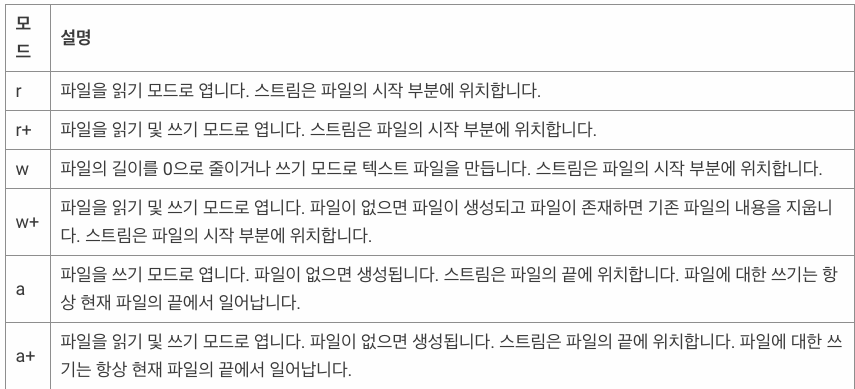 모
드
설명
r
파일을 읽기 모드로 엽니다. 스트림은 파일의 시작 부분에 위치합니다.
r+
파일을 읽기 및 쓰기 모드로 엽니다. 스트림은 파일의 시작 부분에 위치합니다.
w
파일의 길이를 0으로 줄이거나 쓰기 모드로 텍스트 파일을 만듭니다. 스트림은 파일의 시작 부분에 위치합니다.
w+
파일을 읽기 및 쓰기 모드로 엽니다. 파일이 없으면 파일이 생성되고 파일이 존재하면 기존 파일의 내용을 지웁니
다. 스트림은 파일의 시작 부분에 위치합니다.
a
파일을 쓰기 모드로 엽니다. 파일이 없으면 생성됩니다. 스트림은 파일의 끝에 위치합니다. 파일에 대한 쓰기는 항
상 현재 파일의 끝에서 일어납니다.
a+
파일을 읽기 및 쓰기 모드로 엽니다. 파일이 없으면 생성됩니다. 스트림은 파일의 끝에 위치합니다. 파일에 대한 쓰
기는 항상 현재 파일의 끝에서 일어납니다.